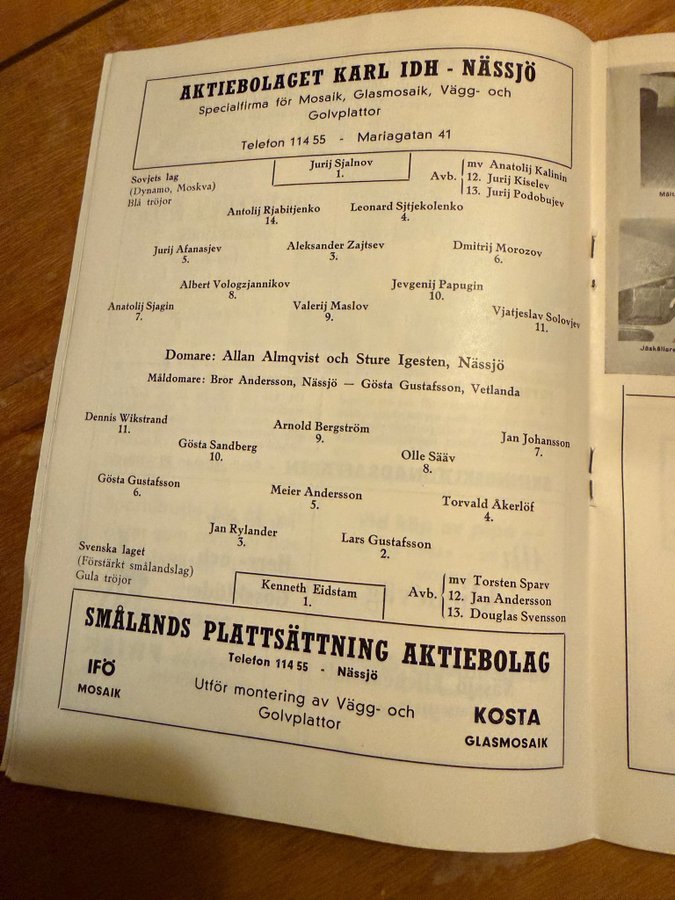 AKTIEBOLAGET KARL IDH - NÄSSJÖ
Specialfirma för Mosaik, Glasmosaik, Vägg- och
Golvplattor
Telefon 114 55 - Mariagatan 41
Sovjets lag
(Dynamo, Moskva)
Blå tröjor
Jurij Sjalnov
1.
Avb.
mv Anatolij Kalinin
12. Jurij Kiselev
13. Jurij Podobujev
Antolij Rjabitjenko
14.
Leonard Sjtjekolenko
4.
Jurij Afanasjev
5.
Aleksander Zajtsev
3.
Dmitrij Morozov
6.
Albert Vologzjannikov
8.
Jevgenij Papugin
10.
Anatolij Sjagin
7.
Valerij Maslov
9.
Vjatjeslav Solovjev
11.
Domare: Allan Almqvist och Sture Igesten, Nässjö
Måldomare: Bror Andersson, Nässjö — Gösta Gustafsson, Vetlanda
Dennis Wikstrand
11.
Arnold Bergström
9.
Jan Johansson
7.
Gösta Sandberg
10.
Olle Sääv
8.
Gösta Gustafsson
6.
Meier Andersson
5.
Torvald Åkerlöf
4.
Jan Rylander
3.
Lars Gustafsson
2.
Svenska laget
(Förstärkt smålandslag)
Gula tröjor
Kenneth Eidstam
1.
Avb.
mv Torsten Sparv
12. Jan Andersson
13. Douglas Svensson
SMÅLANDS PLATTSÄTTNING AKTIEBOLAG
Telefon 114 55 - Nässjö
IFÖ
MOSAIK
Utför montering av Vägg- och
Golvplattor
KOSTA
GLASMOSAIK